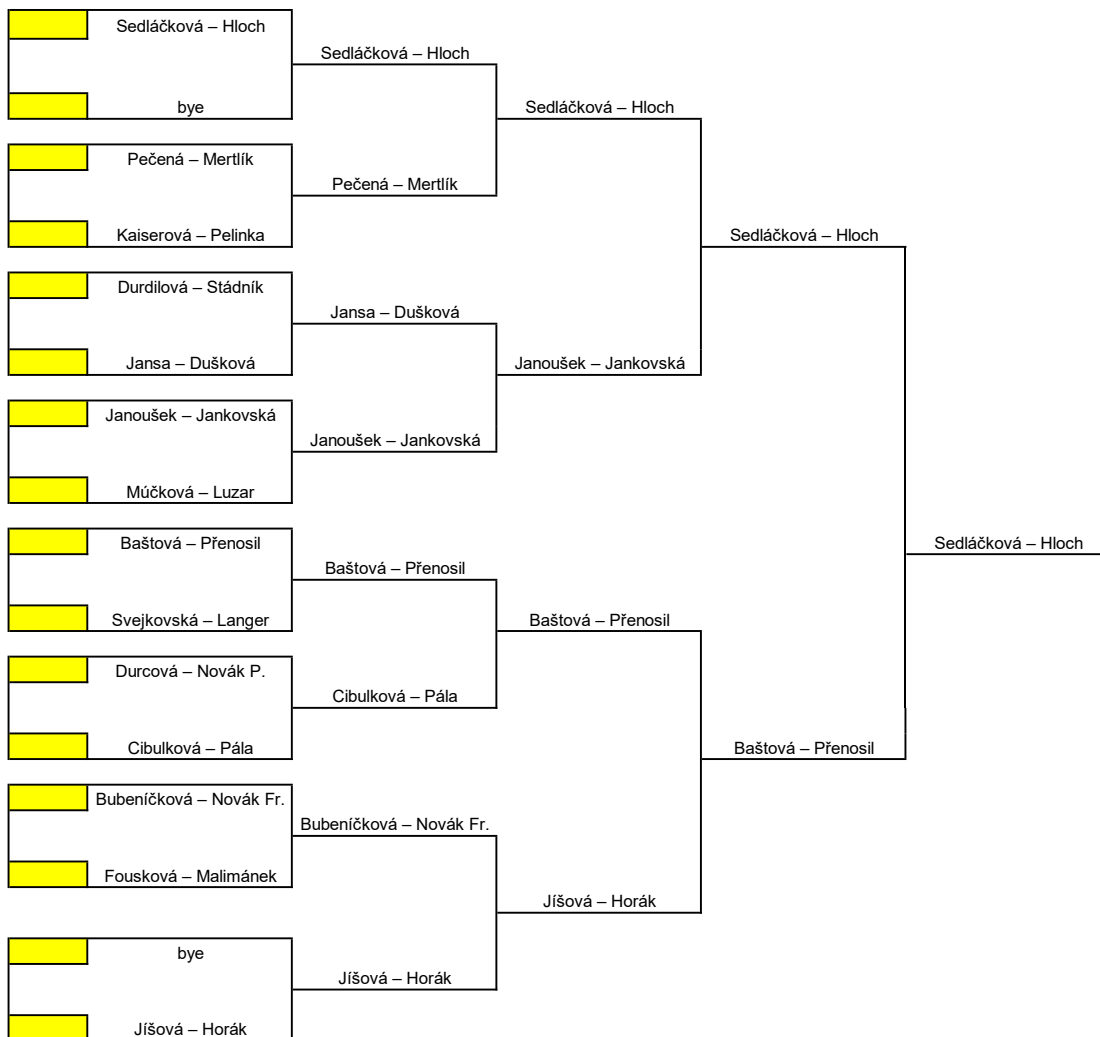 Sedláčková – Hloch
Sedláčková – Hloch
bye
Sedláčková – Hloch
Pečená – Mertlík
Pečená – Mertlík
Kaiserová – Pelinka
Sedláčková – Hloch
Durdilová – Stádník
Jansa – Dušková
Jansa – Dušková
Janoušek – Jankovská
Janoušek – Jankovská
Janoušek – Jankovská
Múčková – Luzar
Baštová – Přenosil
Sedláčková – Hloch
Baštová – Přenosil
Svejkovská – Langer
Baštová – Přenosil
Durcová – Novák P.
Cibulková – Pála
Cibulková – Pála
Baštová – Přenosil
Bubeníčková – Novák Fr.
Bubeníčková – Novák Fr.
Fousková – Malimánek
Jíšová – Horák
bye
Jíšová – Horák
Jíšová – Horák